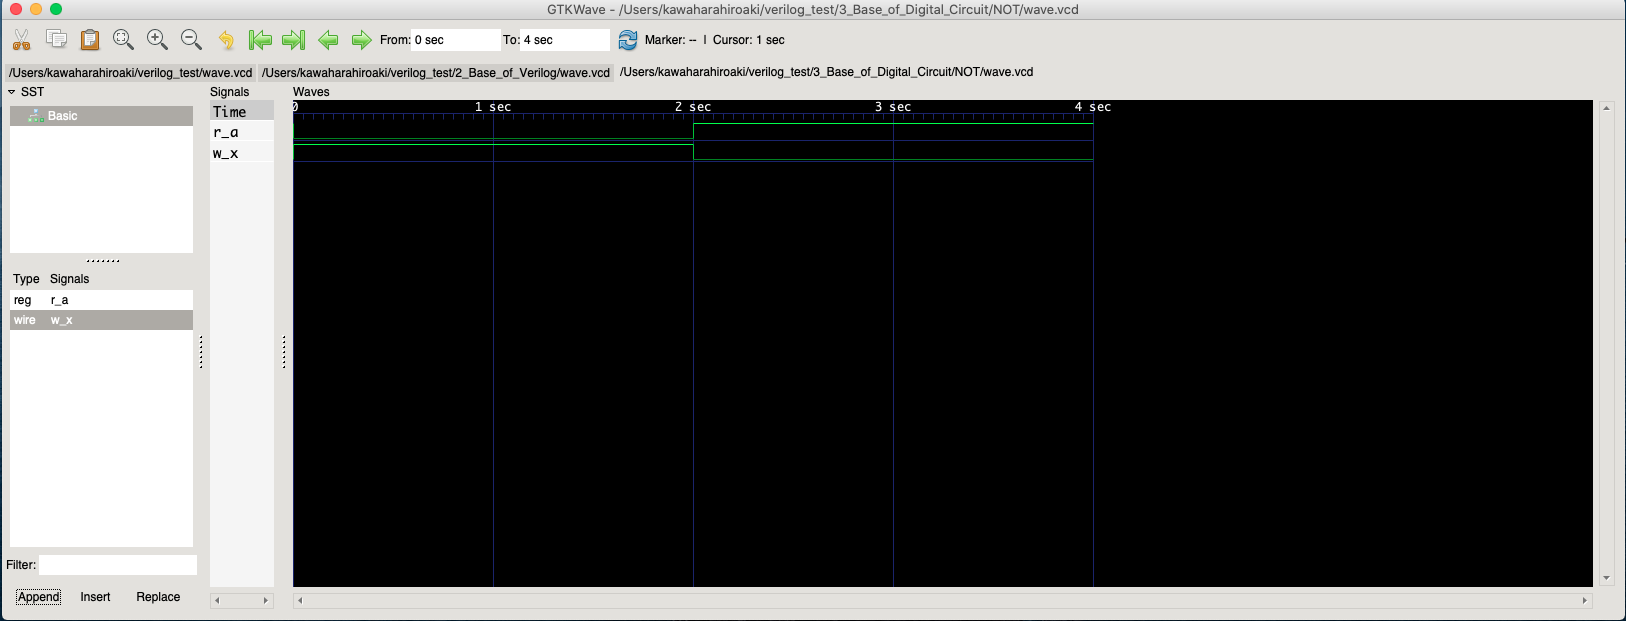 GTKWave - /Users/kawaharahiroaki/verilog_test/3_Base_of_Digital_Circuit/NOT/wave.vcd
From: 0 sec To: 4 sec Marker: -- | Cursor: 1 sec
/Users/kawaharahiroaki/verilog_test/wave.vcd /Users/kawaharahiroaki/verilog_test/2_Base_of_Verilog/wave.vcd /Users/kawaharahiroaki/verilog_test/3_Base_of_Digital_Circuit/NOT/wave.vcd
SST
Basic
Type Signals
reg r_a
wire w_x
Filter:
Append Insert Replace
Signals
Time
r_a
w_x
Waves
0 1 sec 2 sec 3 sec 4 sec